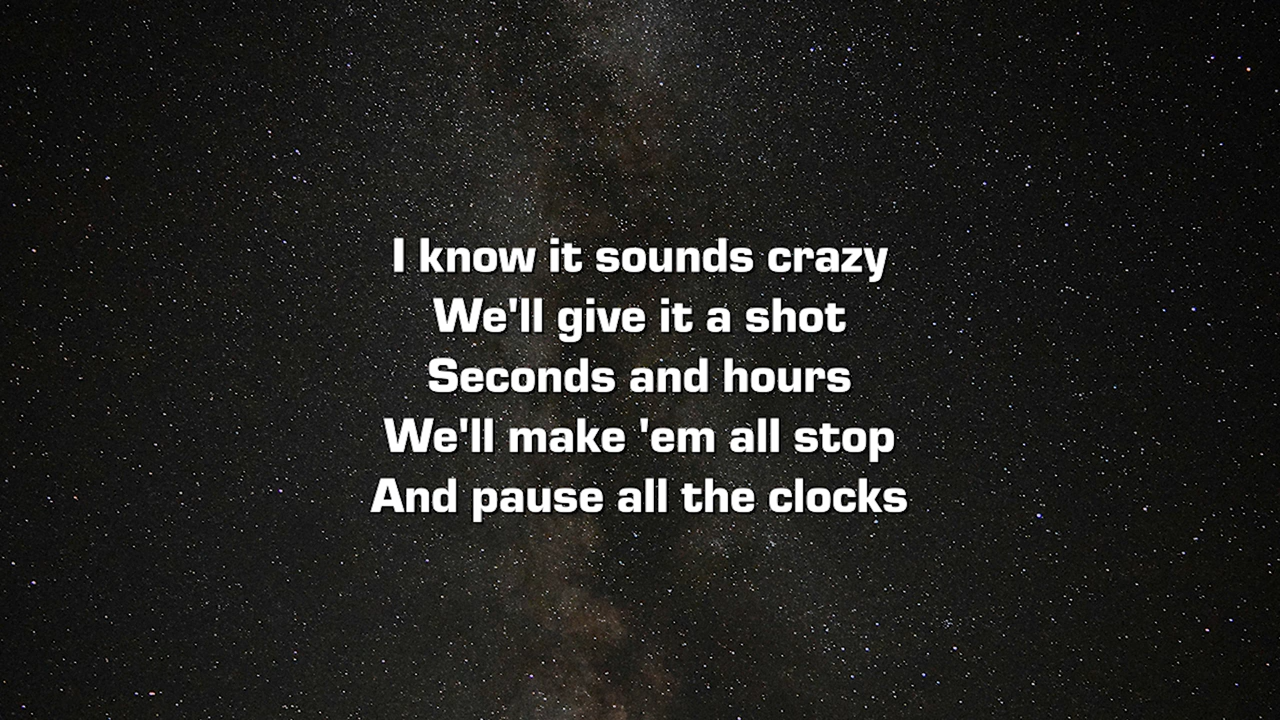 I know it sounds crazy
We'll give it a shot
Seconds and hours
We'll make 'em all stop
And pause all the clocks